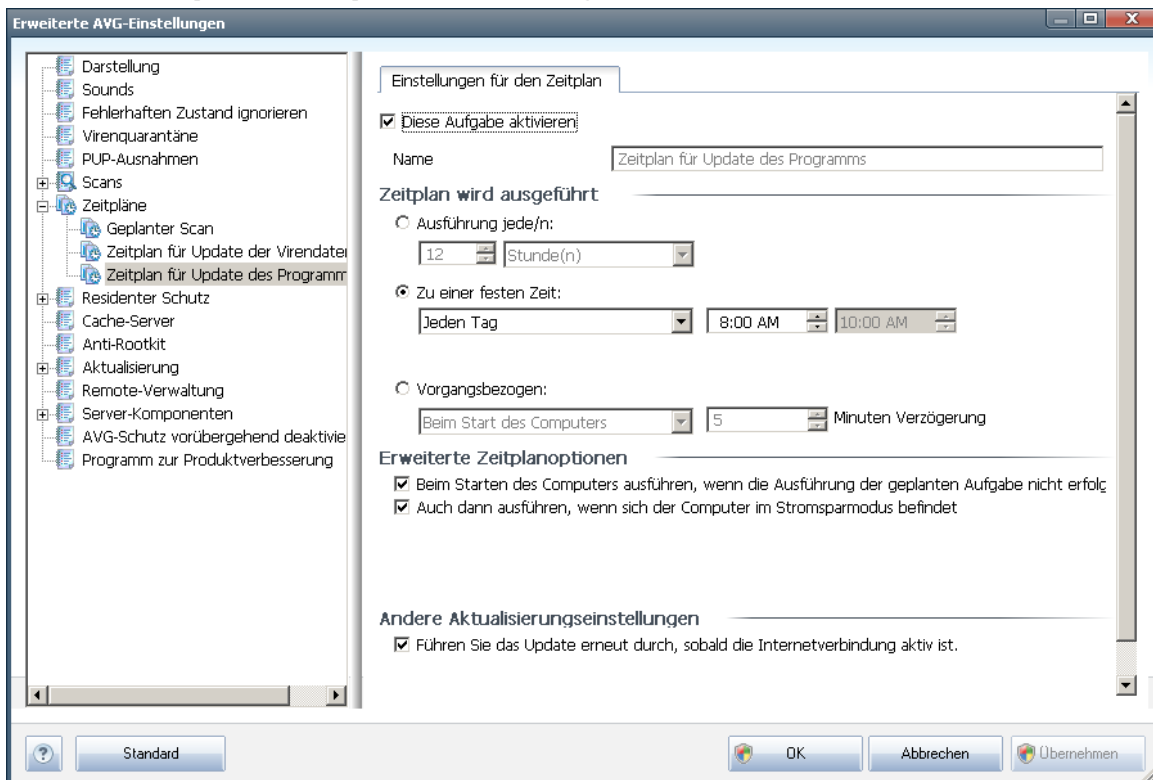 Erweiterte AVG-Einstellungen
Darstellung
Sounds
Fehlerhaften Zustand ignorieren
Virenquarantäne
PUP-Ausnahmen
Scans
Zeitpläne
Geplanter Scan
Zeitplan für Update der Virendaten
Zeitplan für Update des Programm
Residenter Schutz
Cache-Server
Anti-Rootkit
Aktualisierung
Remote-Verwaltung
Server-Komponenten
AVG-Schutz vorübergehend deaktivie
Programm zur Produktverbesserung
Einstellungen für den Zeitplan
Diese Aufgabe aktivieren
Name Zeitplan für Update des Programms
Zeitplan wird ausgeführt
Ausführung jede/n:
12 Stunde(n)
Zu einer festen Zeit:
Jeden Tag 8:00 AM 10:00 AM
Vorgangsbezogen:
Beim Start des Computers 5 Minuten Verzögerung
Erweiterte Zeitplanoptionen
Beim Starten des Computers ausführen, wenn die Ausführung der geplanten Aufgabe nicht erfolg
Auch dann ausführen, wenn sich der Computer im Stromsparmodus befindet
Andere Aktualisierungseinstellungen
Führen Sie das Update erneut durch, sobald die Internetverbindung aktiv ist.
? Standard OK Abbrechen Übernehmen